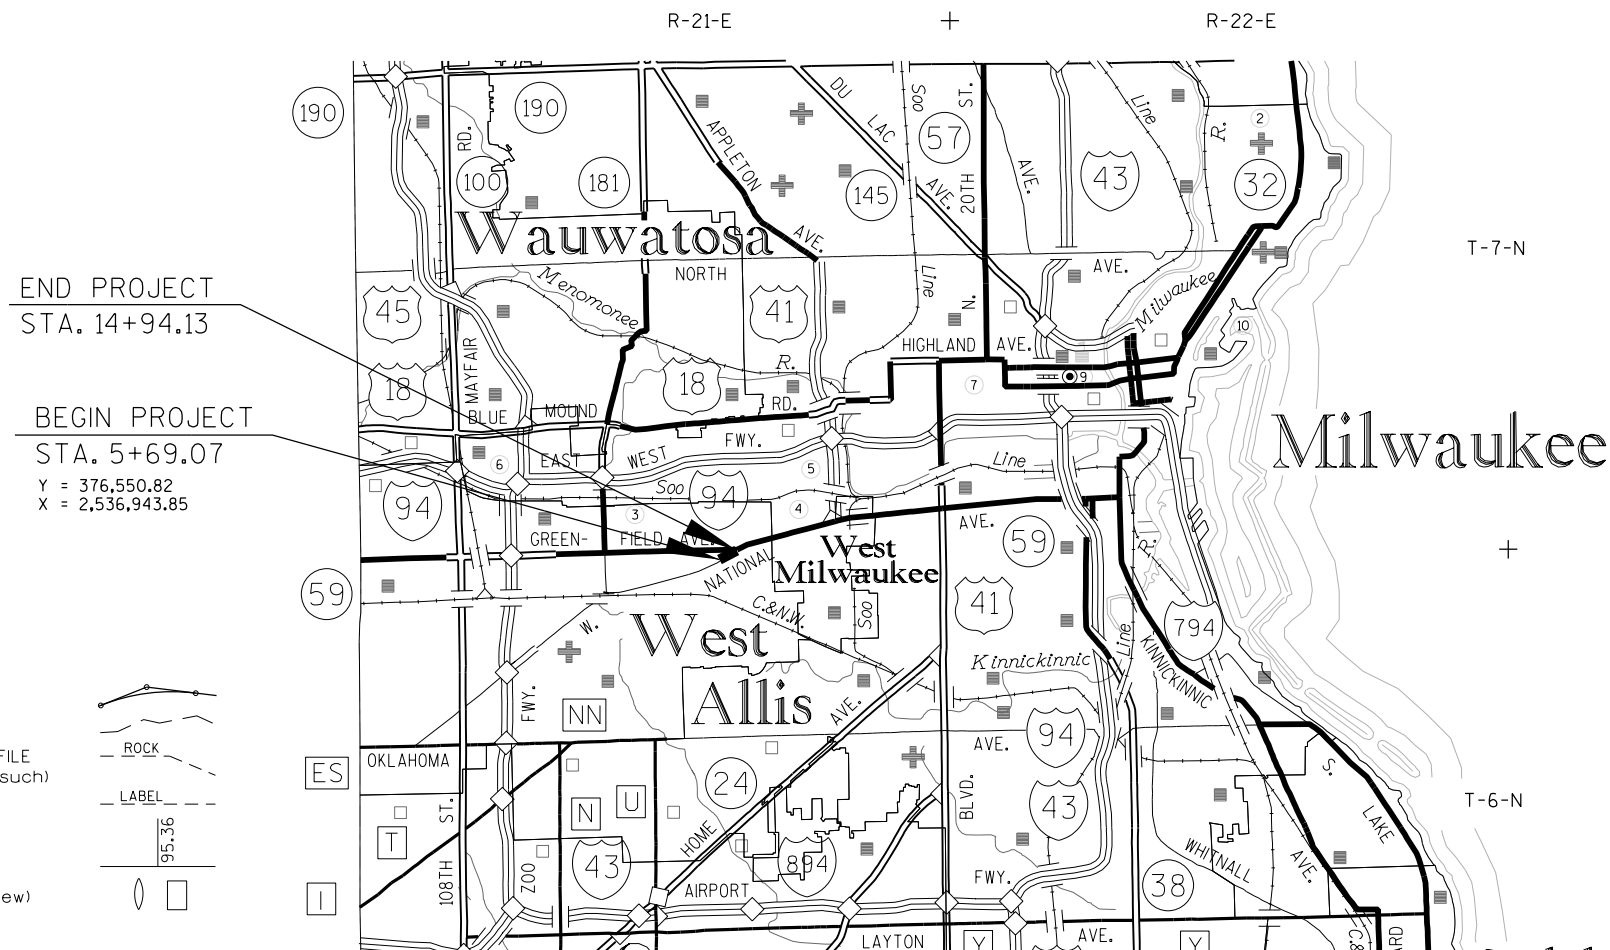 R-21-E
R-22-E
T-7-N
T-6-N
END PROJECT
STA. 14+94.13
BEGIN PROJECT
STA. 5+69.07
Y = 376,550.82
X = 2,536,943.85
190
190
100
181
RD.
APPLETON
AVE.
DU
LAC
AVE.
145
Soo
Line
57
20TH ST.
N.
AVE.
43
Line
R.
2
32
Wauwatosa
NORTH
AVE.
Menomonee
R.
Milwaukee
10
45
41
18
18
MAYFAIR
HIGHLAND AVE.
7
9
BLUE
MOUND
RD.
EAST
WEST
FWY.
6
5
Soo
Line
94
94
3
4
GREEN-
FIELD AVE.
AVE.
59
Milwaukee
West
Milwaukee
NATIONAL
59
C.&N.W.
Soo
41
R.
794
W.
West
Allis
Kinnickinnic
Line
KINNICKINNIC
NN
FWY.
AVE.
94
AVE.
OKLAHOMA
ES
24
43
BLVD.
S.
LAKE
N
U
T
108TH
ST.
HOME
43
894
WHITNALL
AVE.
ZOO
AIRPORT
FWY.
38
I
LAYTON
AVE.
Y
Y
C.&
ARD
FILE
such)
ROCK
LABEL
95.36
ew)